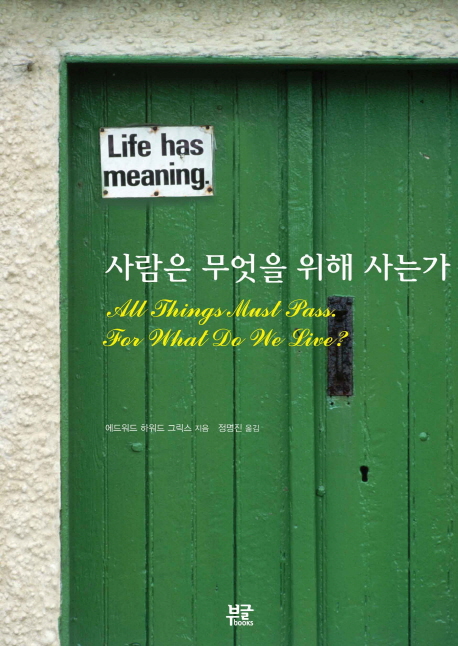 Life has
meaning.
사람은 무엇을 위해 사는가
All Things Must Pass.
For What Do We Live?
에드워드 하워드 그릭스 지음 정명진 옮김
부글
books